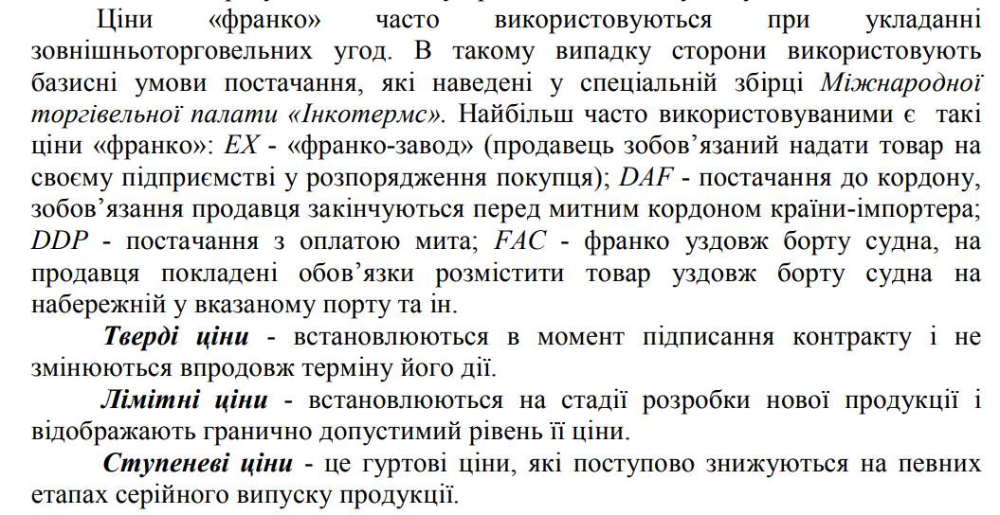 Ціни «франко» часто використовуються при укладанні
зовнішньоторговельних угод. В такому випадку сторони використовують
базисні умови постачання, які наведені у спеціальній збірці Міжнародної
торгівельної палати «Інкотермс». Найбільш часто використовуваними є такі
ціни «франко»: EX - «франко-завод» (продавець зобов’язаний надати товар на
своєму підприємстві у розпорядження покупця); DAF - постачання до кордону,
зобов’язання продавця закінчуються перед митним кордоном країни-імпортера;
DDP - постачання з оплатою мита; FAC - франко уздовж борту судна, на
продавця покладені обов’язки розмістити товар уздовж борту судна на
набережній у вказаному порту та ін.
Тверді ціни - встановлюються в момент підписання контракту і не
змінюються впродовж терміну його дії.
Лімітні ціни - встановлюються на стадії розробки нової продукції і
відображають гранично допустимий рівень її ціни.
Ступеневі ціни - це гуртові ціни, які поступово знижуються на певних
етапах серійного випуску продукції.